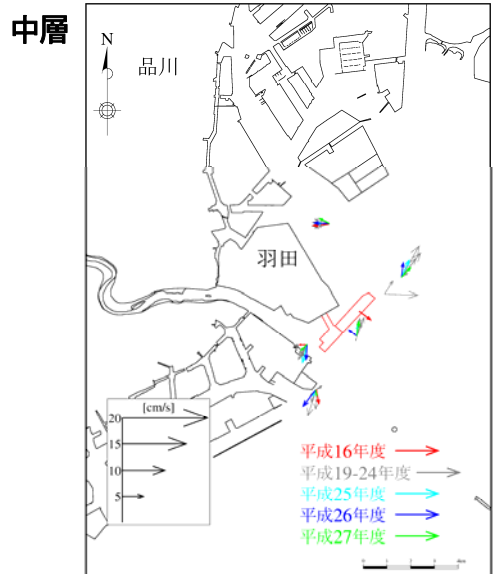 中層
N
品川
羽田
[cm/s]
20
15
10
5
平成16年度
平成19-24年度
平成25年度
平成26年度
平成27年度